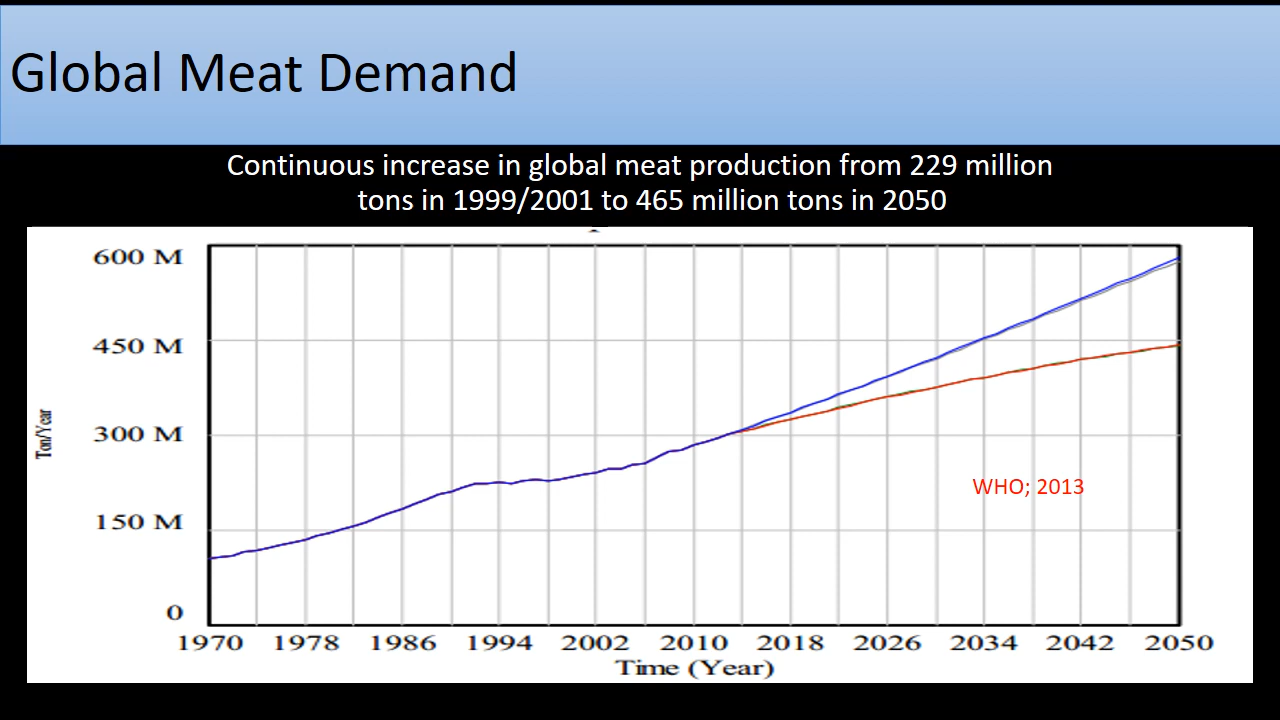 Global Meat Demand
Continuous increase in global meat production from 229 million
tons in 1999/2001 to 465 million tons in 2050
600 M
450 M
300 M
150 M
0
Ton/Year
WHO; 2013
1970 1978 1986 1994 2002 2010 2018 2026 2034 2042 2050
Time (Year)